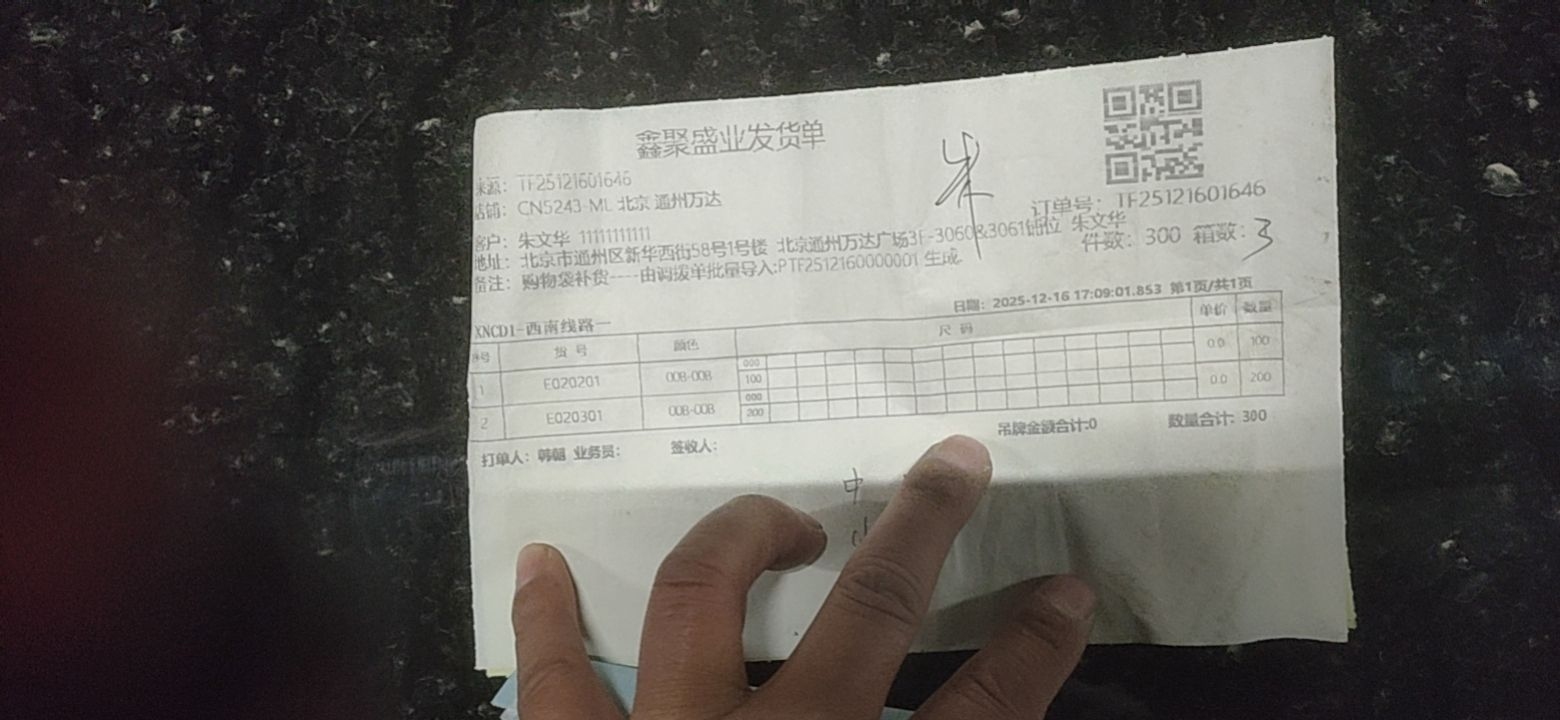 鑫聚盛业发货单
朱
来源：TF25121601646
店铺：CN5243-ML 北京 通州万达
订单号：TF25121601646
客户：朱文华 11111111111
地址：北京市通州区新华西街58号1号楼 北京通州万达广场3F-3060&3061铺位 朱文华
件数：300 箱数：3
备注：购物袋补货----由调拨单批量导入:PTF2512160000001 生成.
日期：2025-12-16 17:09:01.853 第1页/共1页
XNCD1-西南线路一
序号 货号 颜色 尺码 单价 数量
1 E020201 00B-00B 000 100 0.0 100
2 E020301 00B-00B 000 200 0.0 200
吊牌金额合计:0 数量合计: 300
打单人：韩朝 业务员： 签收人：
中